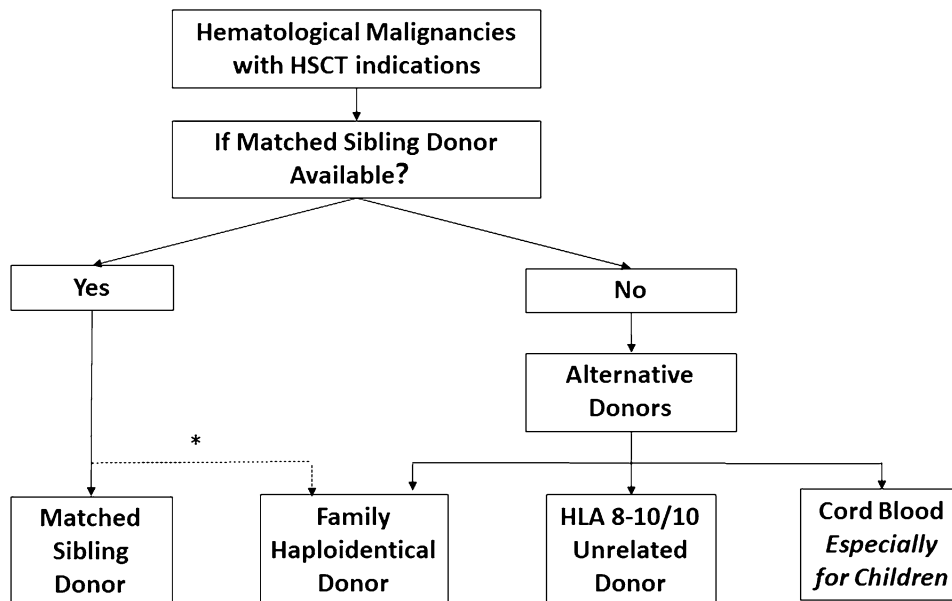 Hematological Malignancies
with HSCT indications
If Matched Sibling Donor
Available?
Yes
No
Alternative
Donors
*
Matched
Sibling
Donor
Family
Haploidentical
Donor
HLA 8-10/10
Unrelated
Donor
Cord Blood
Especially
for Children